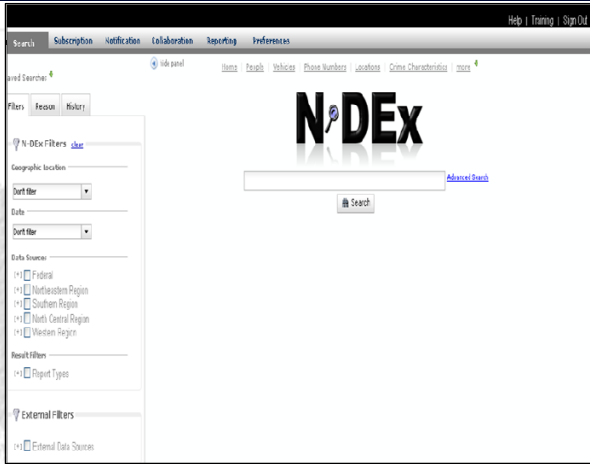 Help | Training | Sign Out
Search Subscription Notification Collaboration Reporting Preferences
hide panel
Home | People | Vehicles | Phone Numbers | Locations | Crime Characteristics | more
aved Searches
Filters Reason History
N-DEx
N-DEx Filters clear
Geographic Location
Don't filter
Advanced Search
Search
Date
Don't filter
Data Sources
[+] Federal
[+] Northeastern Region
[+] Southern Region
[+] North Central Region
[+] Western Region
Result Filters
[+] Report Types
External Filters
[+] External Data Sources